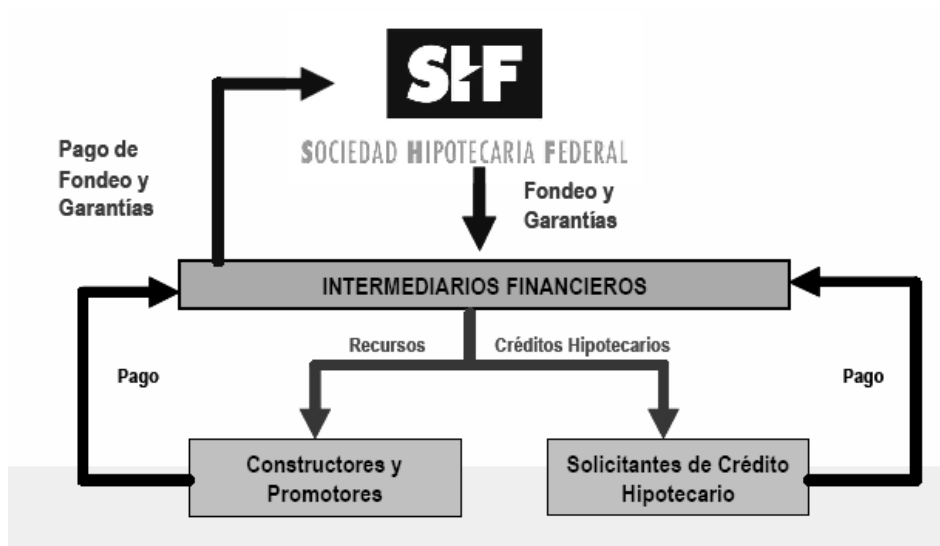 SHF
SOCIEDAD HIPOTECARIA FEDERAL
Pago de
Fondeo y
Garantías
Fondeo y
Garantías
INTERMEDIARIOS FINANCIEROS
Recursos
Créditos Hipotecarios
Pago
Pago
Constructores y
Promotores
Solicitantes de Crédito
Hipotecario